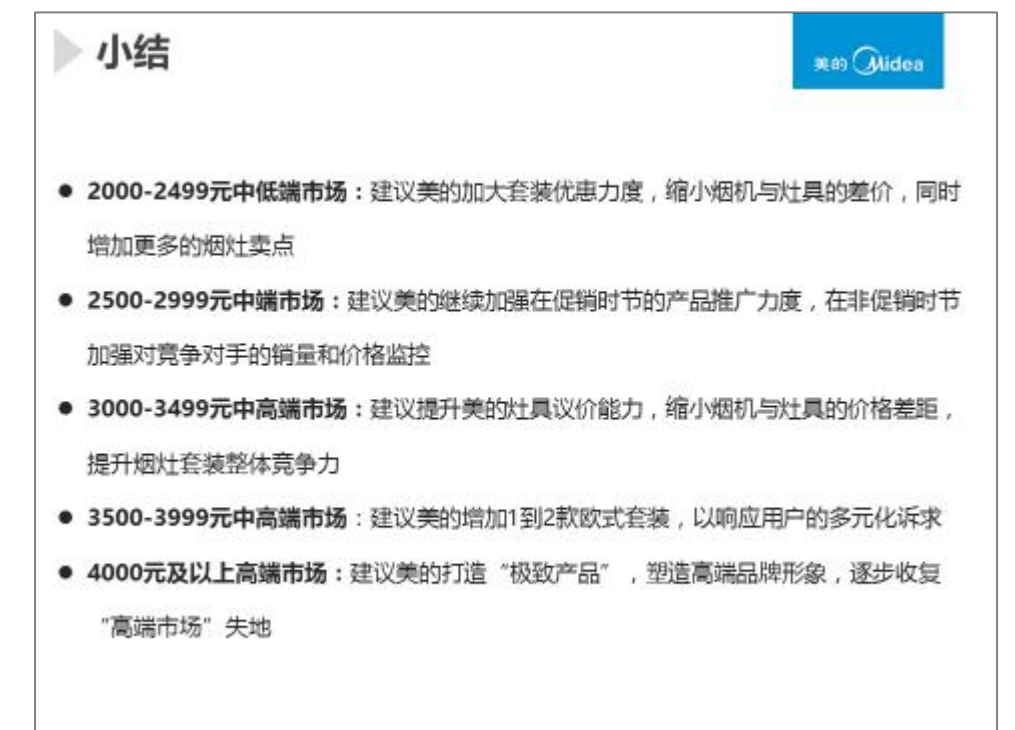 小结
美的 Midea
● 2000-2499元中低端市场：建议美的加大套装优惠力度，缩小烟机与灶具的差价，同时
增加更多的烟灶卖点
● 2500-2999元中端市场：建议美的继续加强在促销时节的产品推广力度，在非促销时节
加强对竞争对手的销量和价格监控
● 3000-3499元中高端市场：建议提升美的灶具议价能力，缩小烟机与灶具的价格差距，
提升烟灶套装整体竞争力
● 3500-3999元中高端市场：建议美的增加1到2款欧式套装，以响应用户的多元化诉求
● 4000元及以上高端市场：建议美的打造“极致产品”，塑造高端品牌形象，逐步收复
“高端市场”失地